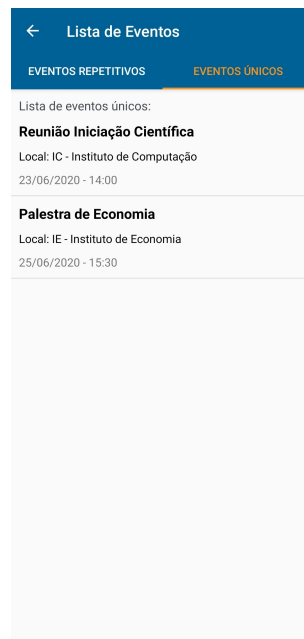 Lista de Eventos
EVENTOS REPETITIVOS EVENTOS ÚNICOS
Lista de eventos únicos:
Reunião Iniciação Científica
Local: IC - Instituto de Computação
23/06/2020 - 14:00
Palestra de Economia
Local: IE - Instituto de Economia
25/06/2020 - 15:30